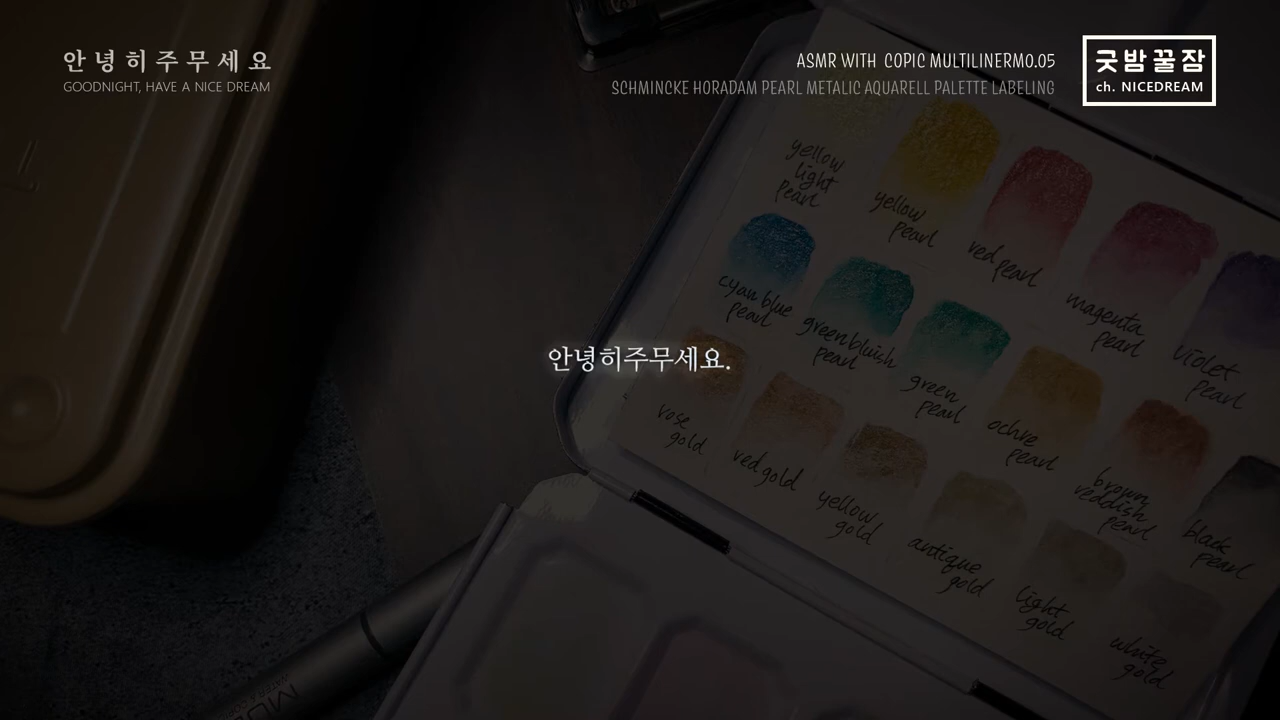 안녕히주무세요
GOODNIGHT, HAVE A NICE DREAM
ASMR WITH COPIC MULTILINERM0.05
SCHMINCKE HORADAM PEARL METALIC AQUARELL PALETTE LABELING
굿밤꿀잠
ch. NICEDREAM
yellow
light
pearl
yellow
pearl
red pearl
magenta
pearl
violet
pearl
cyan blue
pearl
green bluish
pearl
green
pearl
ochre
pearl
brown
reddish
pearl
black
pearl
안녕히주무세요.
rose
gold
red gold
yellow
gold
antique
gold
light
gold
white
gold